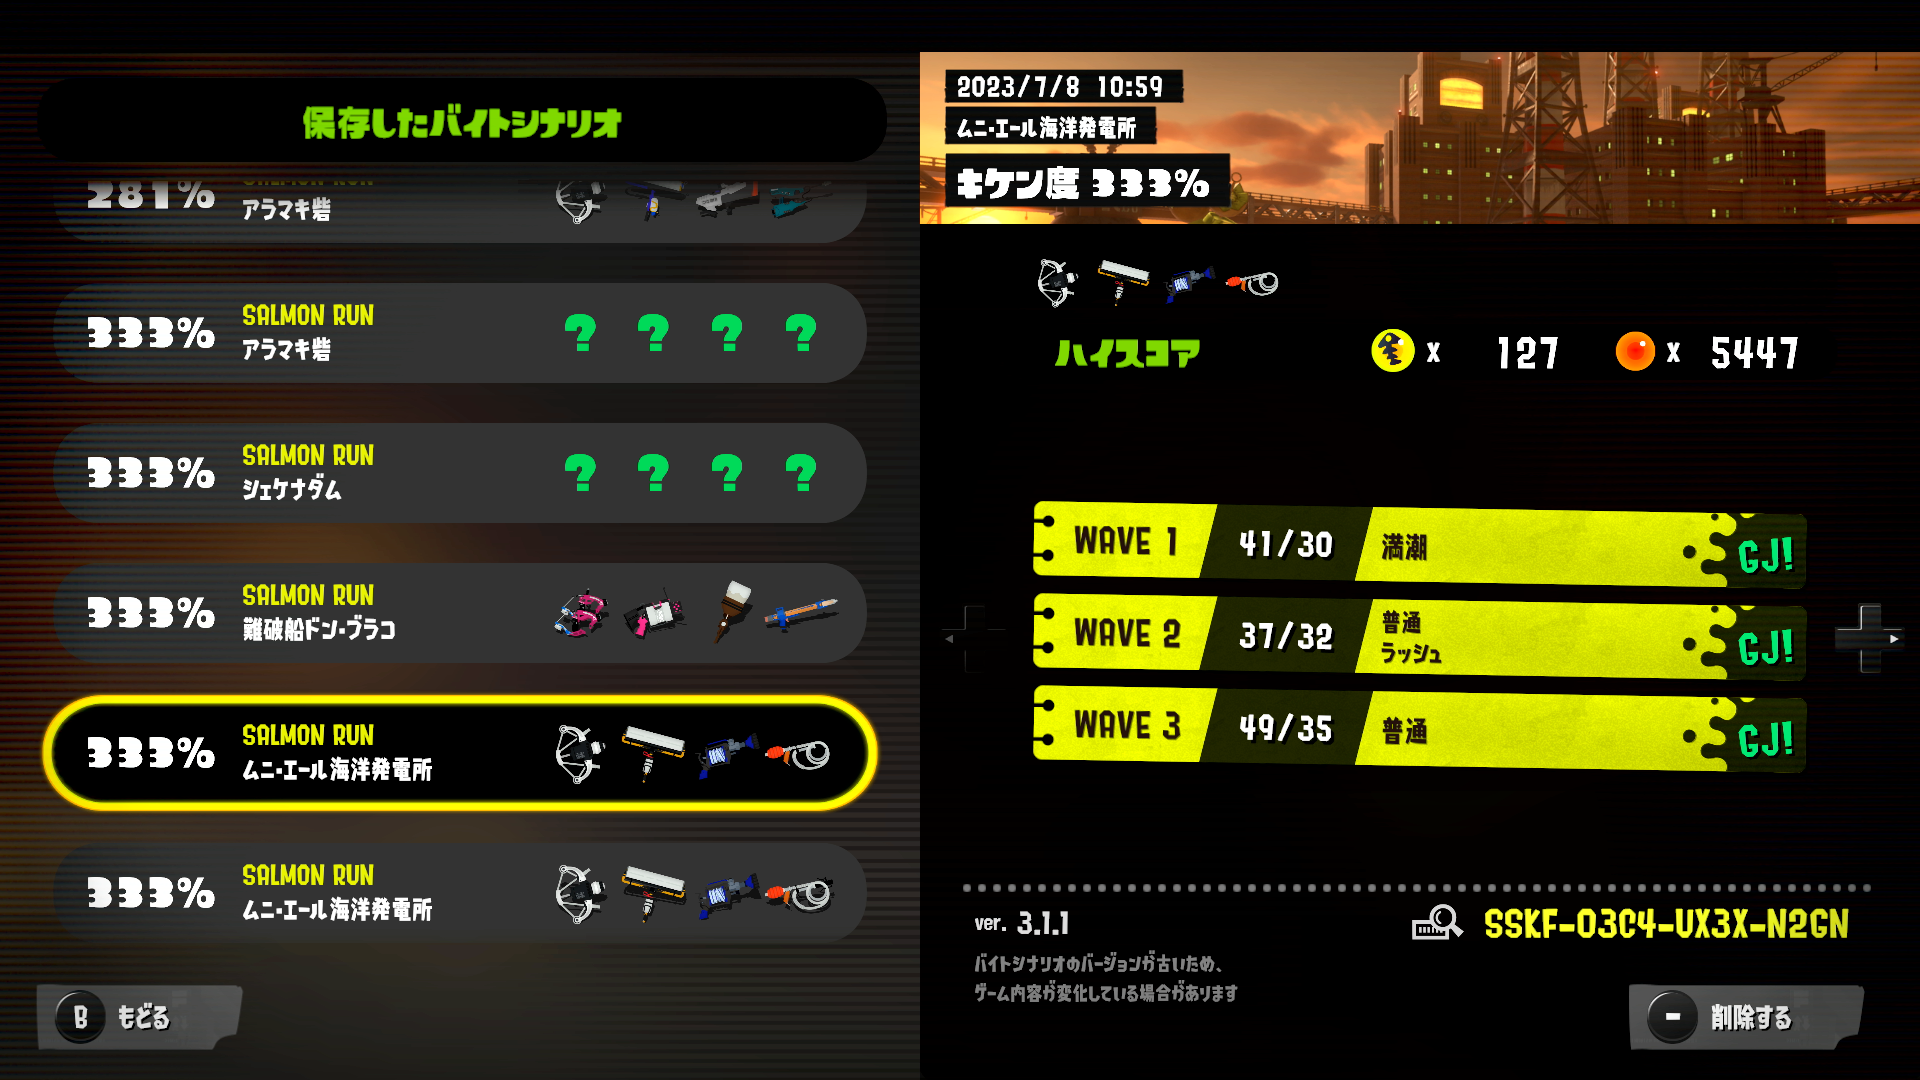 保存したバイトシナリオ
281%
SALMON RUN
アラマキ砦
333%
SALMON RUN
アラマキ砦
? ? ? ?
333%
SALMON RUN
シェケナダム
? ? ? ?
333%
SALMON RUN
難破船ドン・ブラコ
333%
SALMON RUN
ムニ・エール海洋発電所
333%
SALMON RUN
ムニ・エール海洋発電所
B もどる
2023/7/8 10:59
ムニ・エール海洋発電所
キケン度 333%
ハイスコア x 127 x 5447
WAVE 1 41/30 満潮 GJ!
WAVE 2 37/32 普通 ラッシュ GJ!
WAVE 3 49/35 普通 GJ!
ver. 3.1.1
SSKF-03C4-UX3X-N2GN
バイトシナリオのバージョンが古いため、
ゲーム内容が変化している場合があります
- 削除する